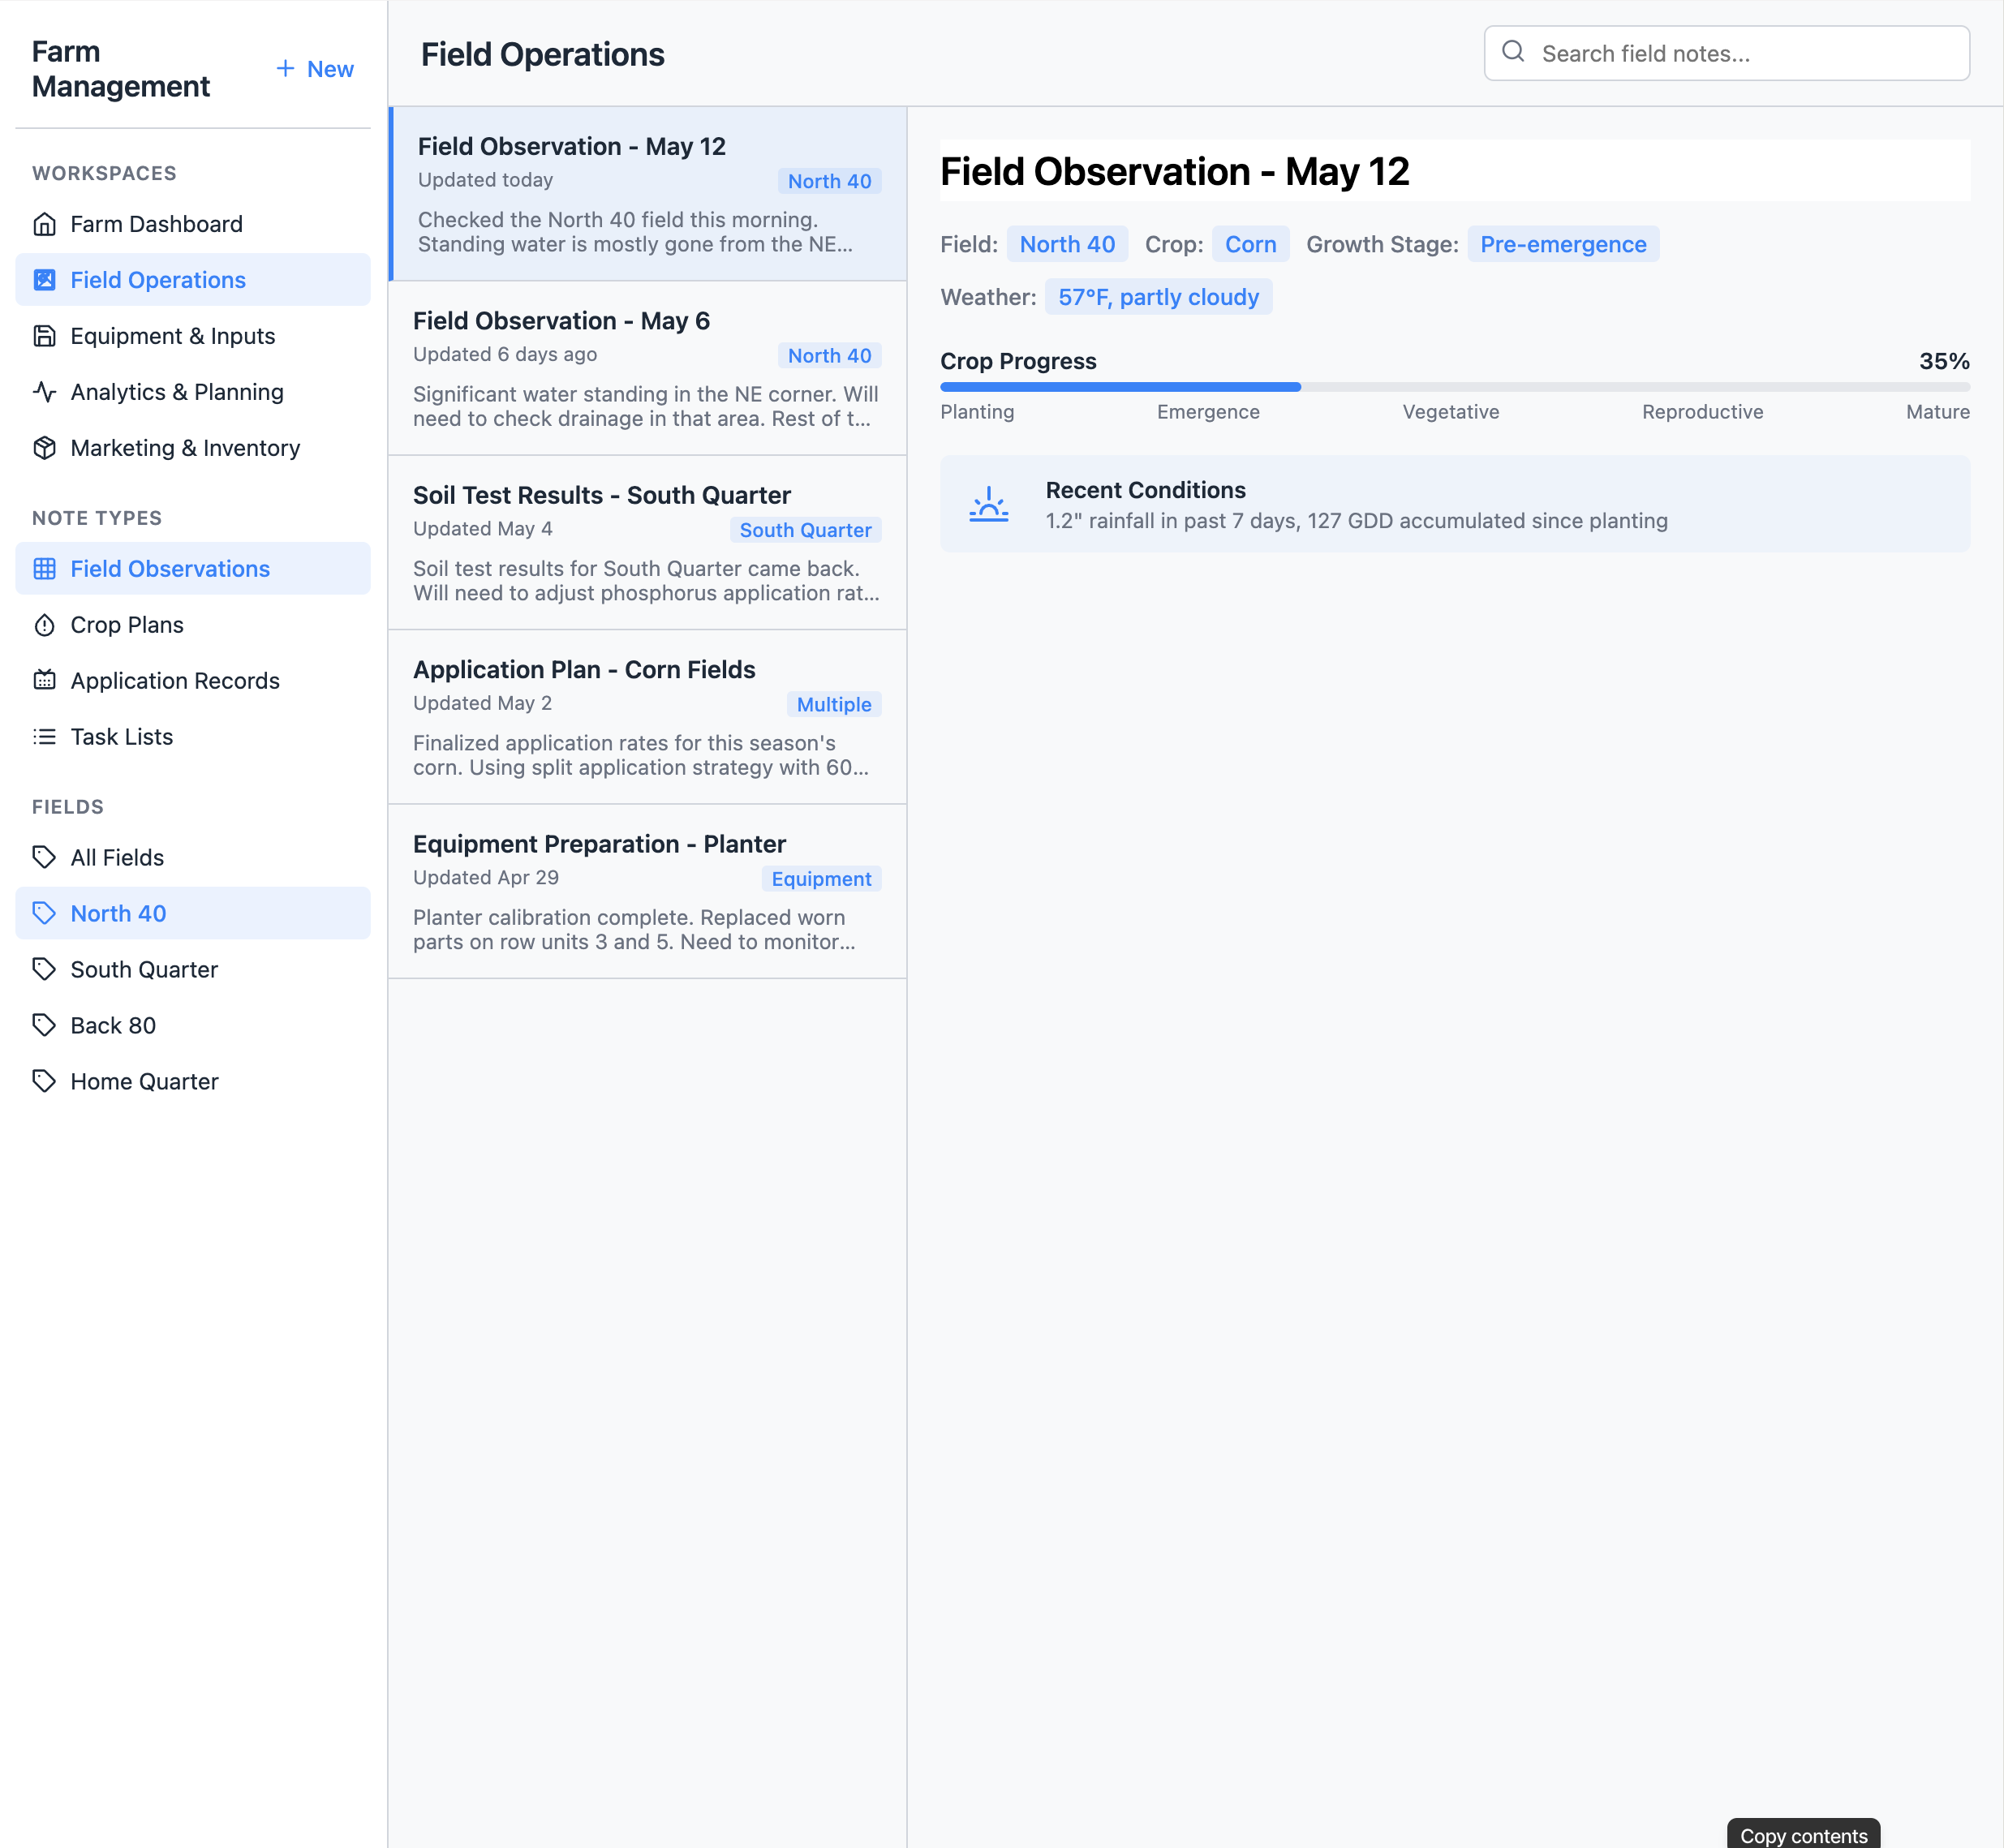 Farm
Management
New
WORKSPACES
Farm Dashboard
Field Operations
Equipment & Inputs
Analytics & Planning
Marketing & Inventory
NOTE TYPES
Field Observations
Crop Plans
Application Records
Task Lists
FIELDS
All Fields
North 40
South Quarter
Back 80
Home Quarter
Field Operations
Search field notes...
Field Observation - May 12
Updated today
North 40
Checked the North 40 field this morning.
Standing water is mostly gone from the NE...
Field Observation - May 6
Updated 6 days ago
North 40
Significant water standing in the NE corner. Will
need to check drainage in that area. Rest of t...
Soil Test Results - South Quarter
Updated May 4
South Quarter
Soil test results for South Quarter came back.
Will need to adjust phosphorus application rat...
Application Plan - Corn Fields
Updated May 2
Multiple
Finalized application rates for this season's
corn. Using split application strategy with 60...
Equipment Preparation - Planter
Updated Apr 29
Equipment
Planter calibration complete. Replaced worn
parts on row units 3 and 5. Need to monitor...
Field Observation - May 12
Field: North 40 Crop: Corn Growth Stage: Pre-emergence
Weather: 57°F, partly cloudy
Crop Progress 35%
Planting Emergence Vegetative Reproductive Mature
Recent Conditions
1.2" rainfall in past 7 days, 127 GDD accumulated since planting
Copy contents